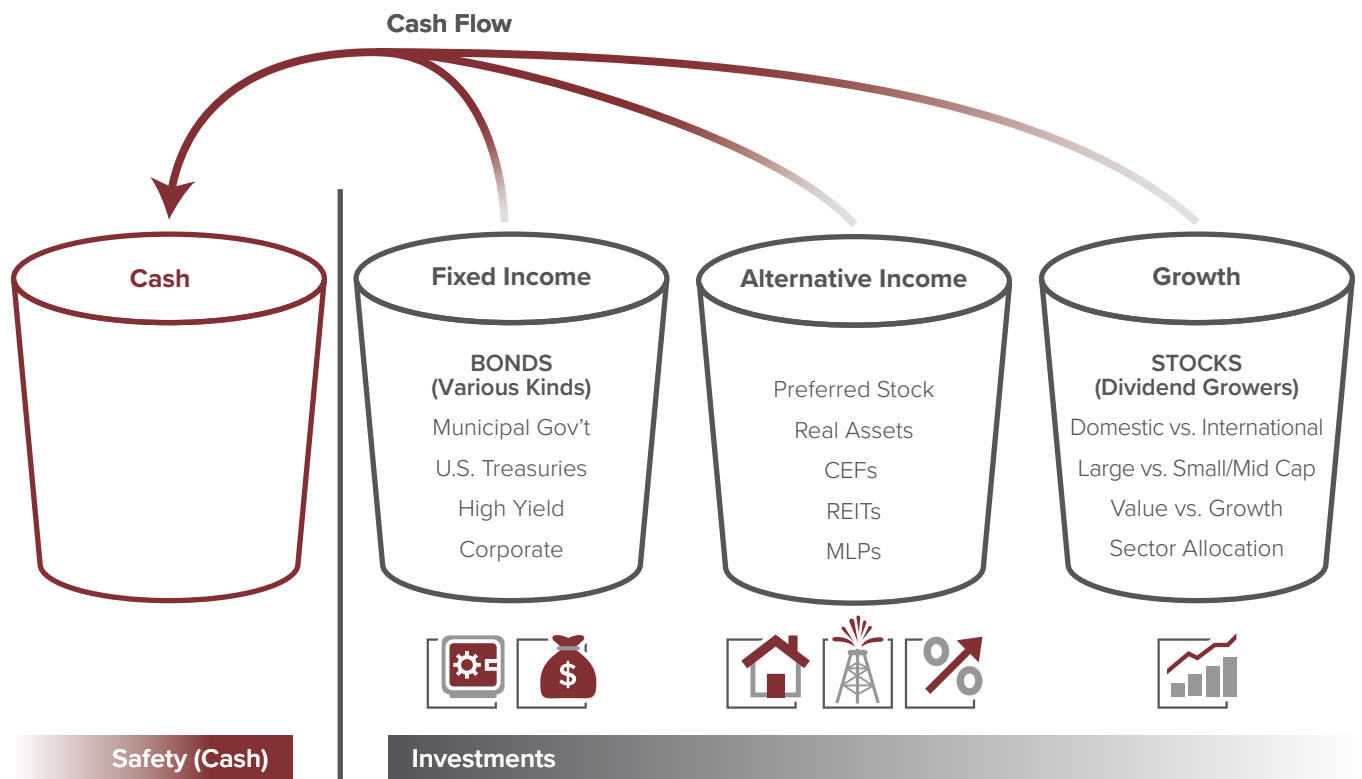 Cash Flow
Cash
Fixed Income
BONDS
(Various Kinds)
Municipal Gov’t
U.S. Treasuries
High Yield
Corporate
Alternative Income
Preferred Stock
Real Assets
CEFs
REITs
MLPs
Growth
STOCKS
(Dividend Growers)
Domestic vs. International
Large vs. Small/Mid Cap
Value vs. Growth
Sector Allocation
$
Safety (Cash)
Investments